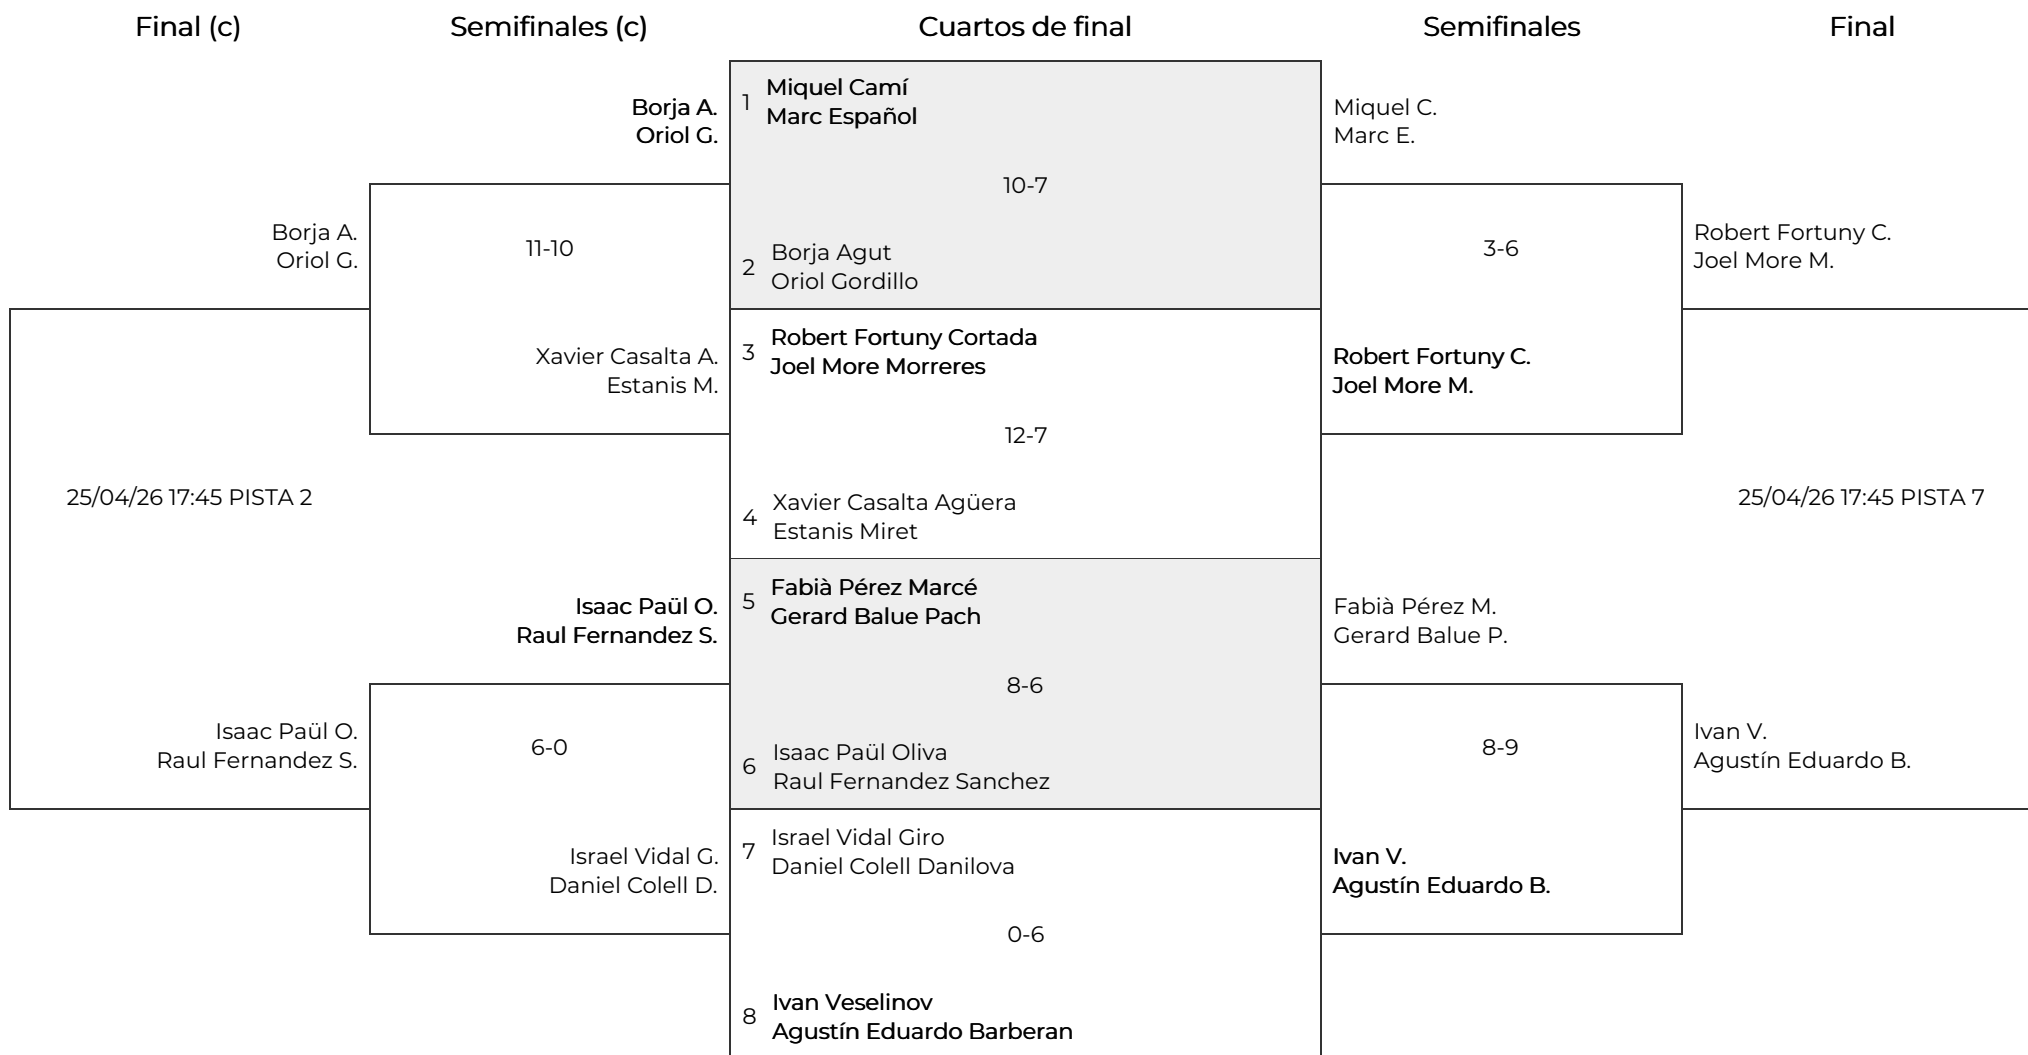 Final (c)
Semifinales (c)
Cuartos de final
Semifinales
Final
Borja A.
Oriol G.
11-10
Xavier Casalta A.
Estanis M.
Borja A.
Oriol G.
25/04/26 17:45 PISTA 2
Isaac Paül O.
Raul Fernandez S.
6-0
Israel Vidal G.
Daniel Colell D.
Isaac Paül O.
Raul Fernandez S.
1
Miquel Camí
Marc Español
10-7
2
Borja Agut
Oriol Gordillo
3
Robert Fortuny Cortada
Joel More Morreres
12-7
4
Xavier Casalta Agüera
Estanis Miret
5
Fabià Pérez Marcé
Gerard Balue Pach
8-6
6
Isaac Paül Oliva
Raul Fernandez Sanchez
7
Israel Vidal Giro
Daniel Colell Danilova
0-6
8
Ivan Veselinov
Agustín Eduardo Barberan
Miquel C.
Marc E.
3-6
Robert Fortuny C.
Joel More M.
Fabià Pérez M.
Gerard Balue P.
8-9
Ivan V.
Agustín Eduardo B.
Robert Fortuny C.
Joel More M.
25/04/26 17:45 PISTA 7
Ivan V.
Agustín Eduardo B.